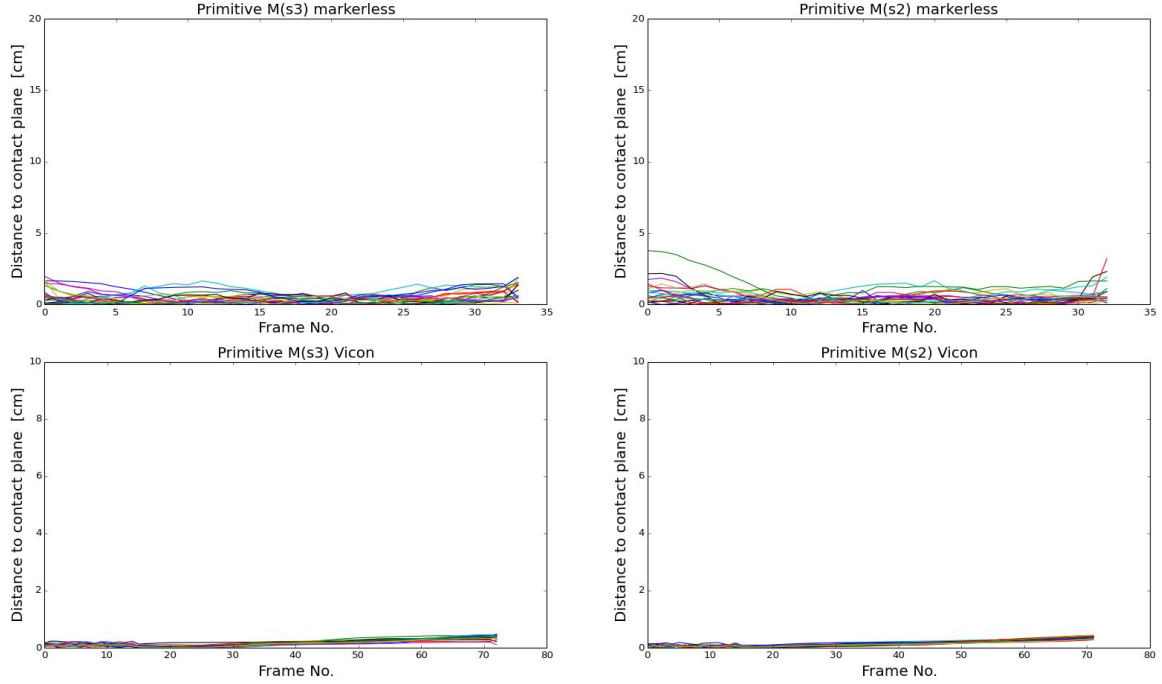 Primitive M(s3) markerless
20
15
10
5
0
Distance to contact plane [cm]
0 5 10 15 20 25 30 35
Frame No.
Primitive M(s2) markerless
20
15
10
5
0
Distance to contact plane [cm]
0 5 10 15 20 25 30 35
Frame No.
Primitive M(s3) Vicon
10
8
6
4
2
0
Distance to contact plane [cm]
0 10 20 30 40 50 60 70 80
Frame No.
Primitive M(s2) Vicon
10
8
6
4
2
0
Distance to contact plane [cm]
0 10 20 30 40 50 60 70 80
Frame No.